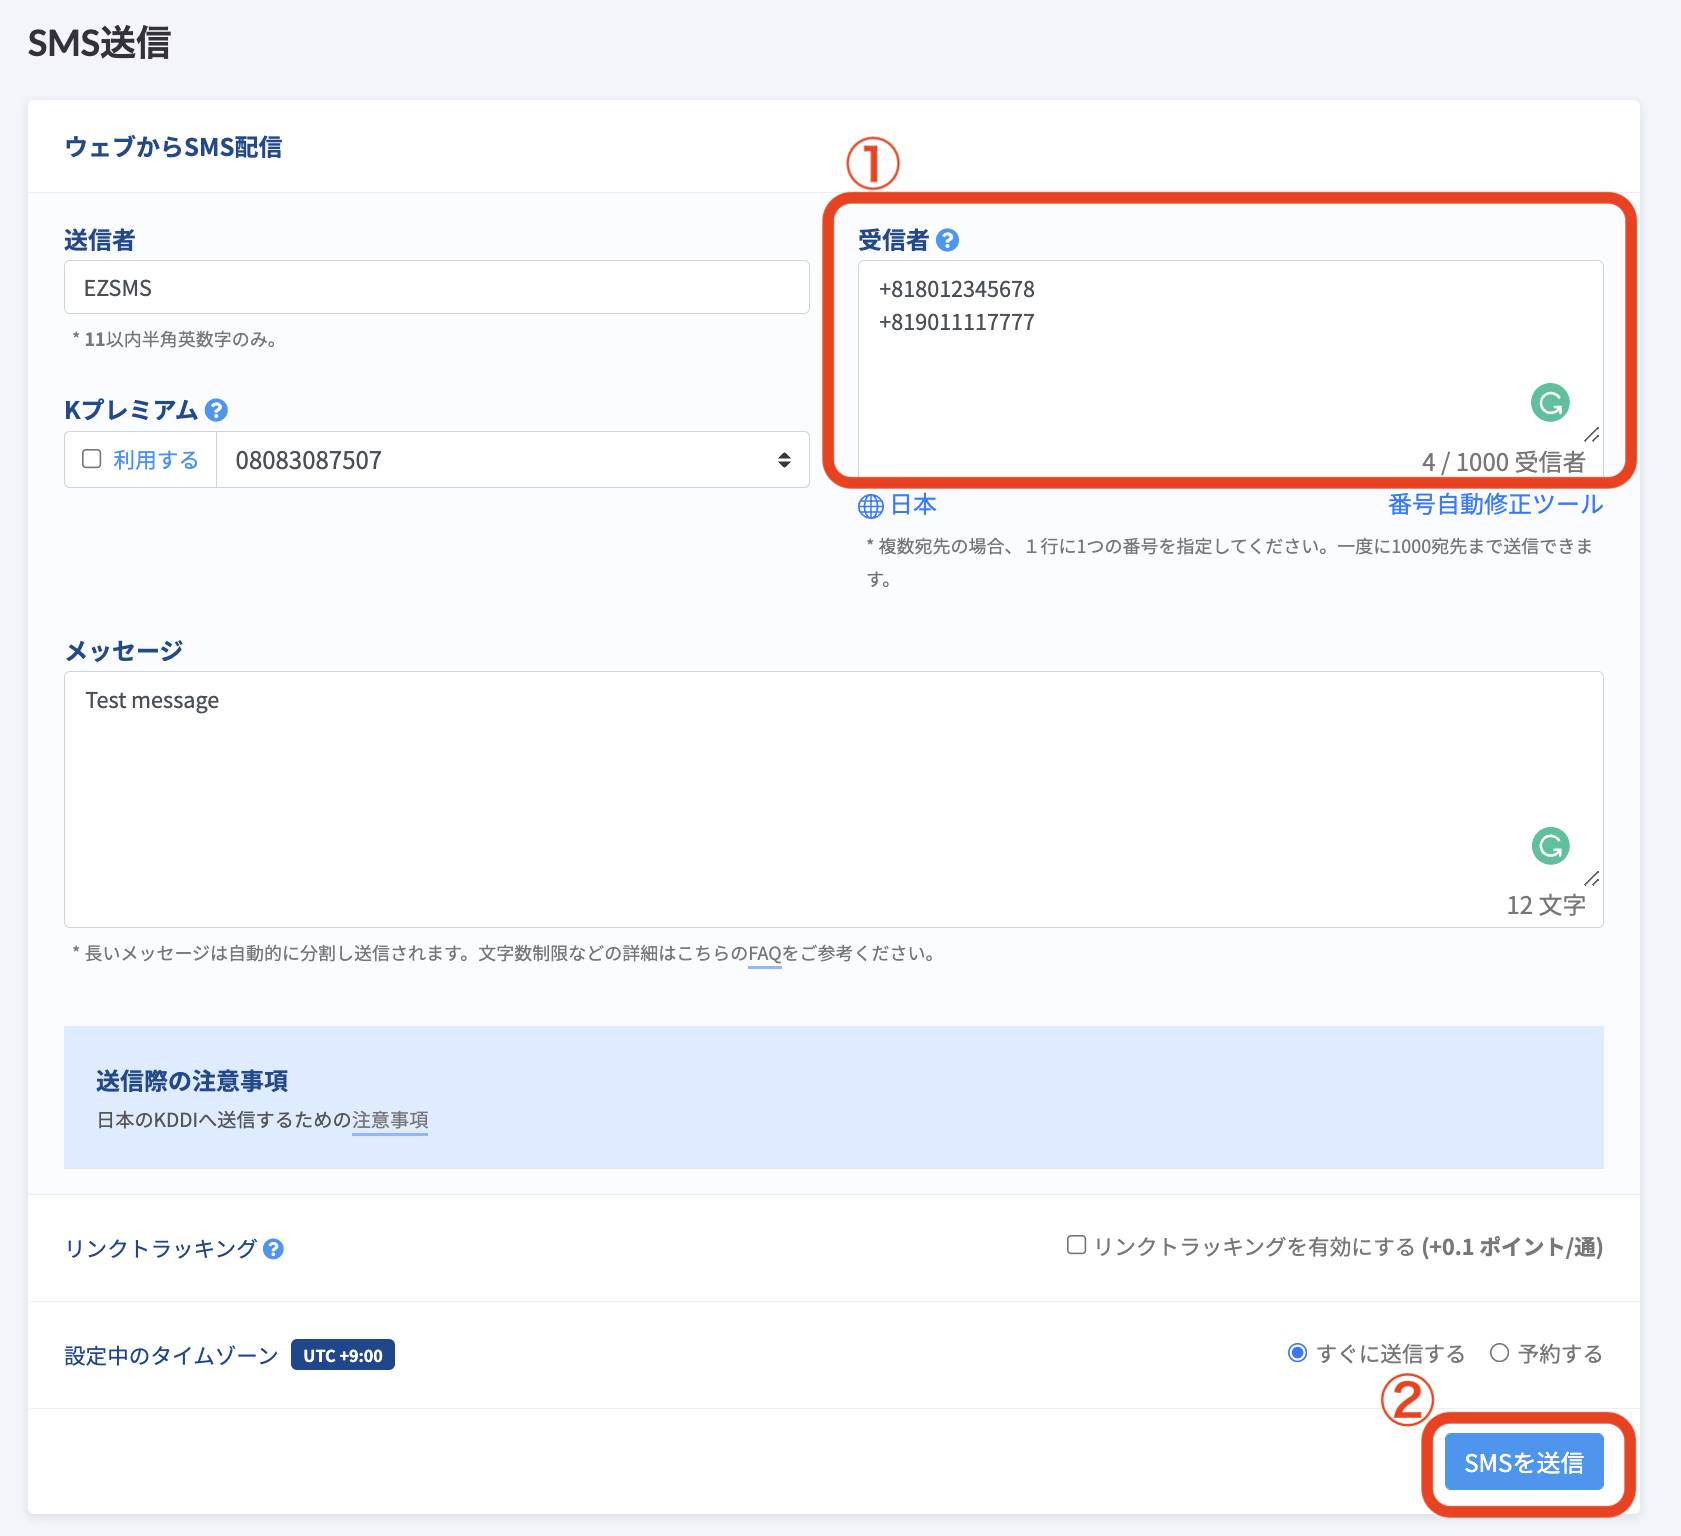 SMS送信
ウェブからSMS配信
①
送信者
EZSMS
* 11以内半角英数字のみ。
Kプレミアム ?
利用する
08083087507
受信者 ?
+818012345678
+819011117777
4 / 1000 受信者
日本
番号自動修正ツール
* 複数宛先の場合、１行に1つの番号を指定してください。一度に1000宛先まで送信できま
す。
メッセージ
Test message
12 文字
* 長いメッセージは自動的に分割し送信されます。文字数制限などの詳細はこちらのFAQをご参考ください。
送信際の注意事項
日本のKDDIへ送信するための注意事項
リンクトラッキング ?
リンクトラッキングを有効にする (+0.1 ポイント/通)
設定中のタイムゾーン UTC +9:00
すぐに送信する 予約する
②
SMSを送信